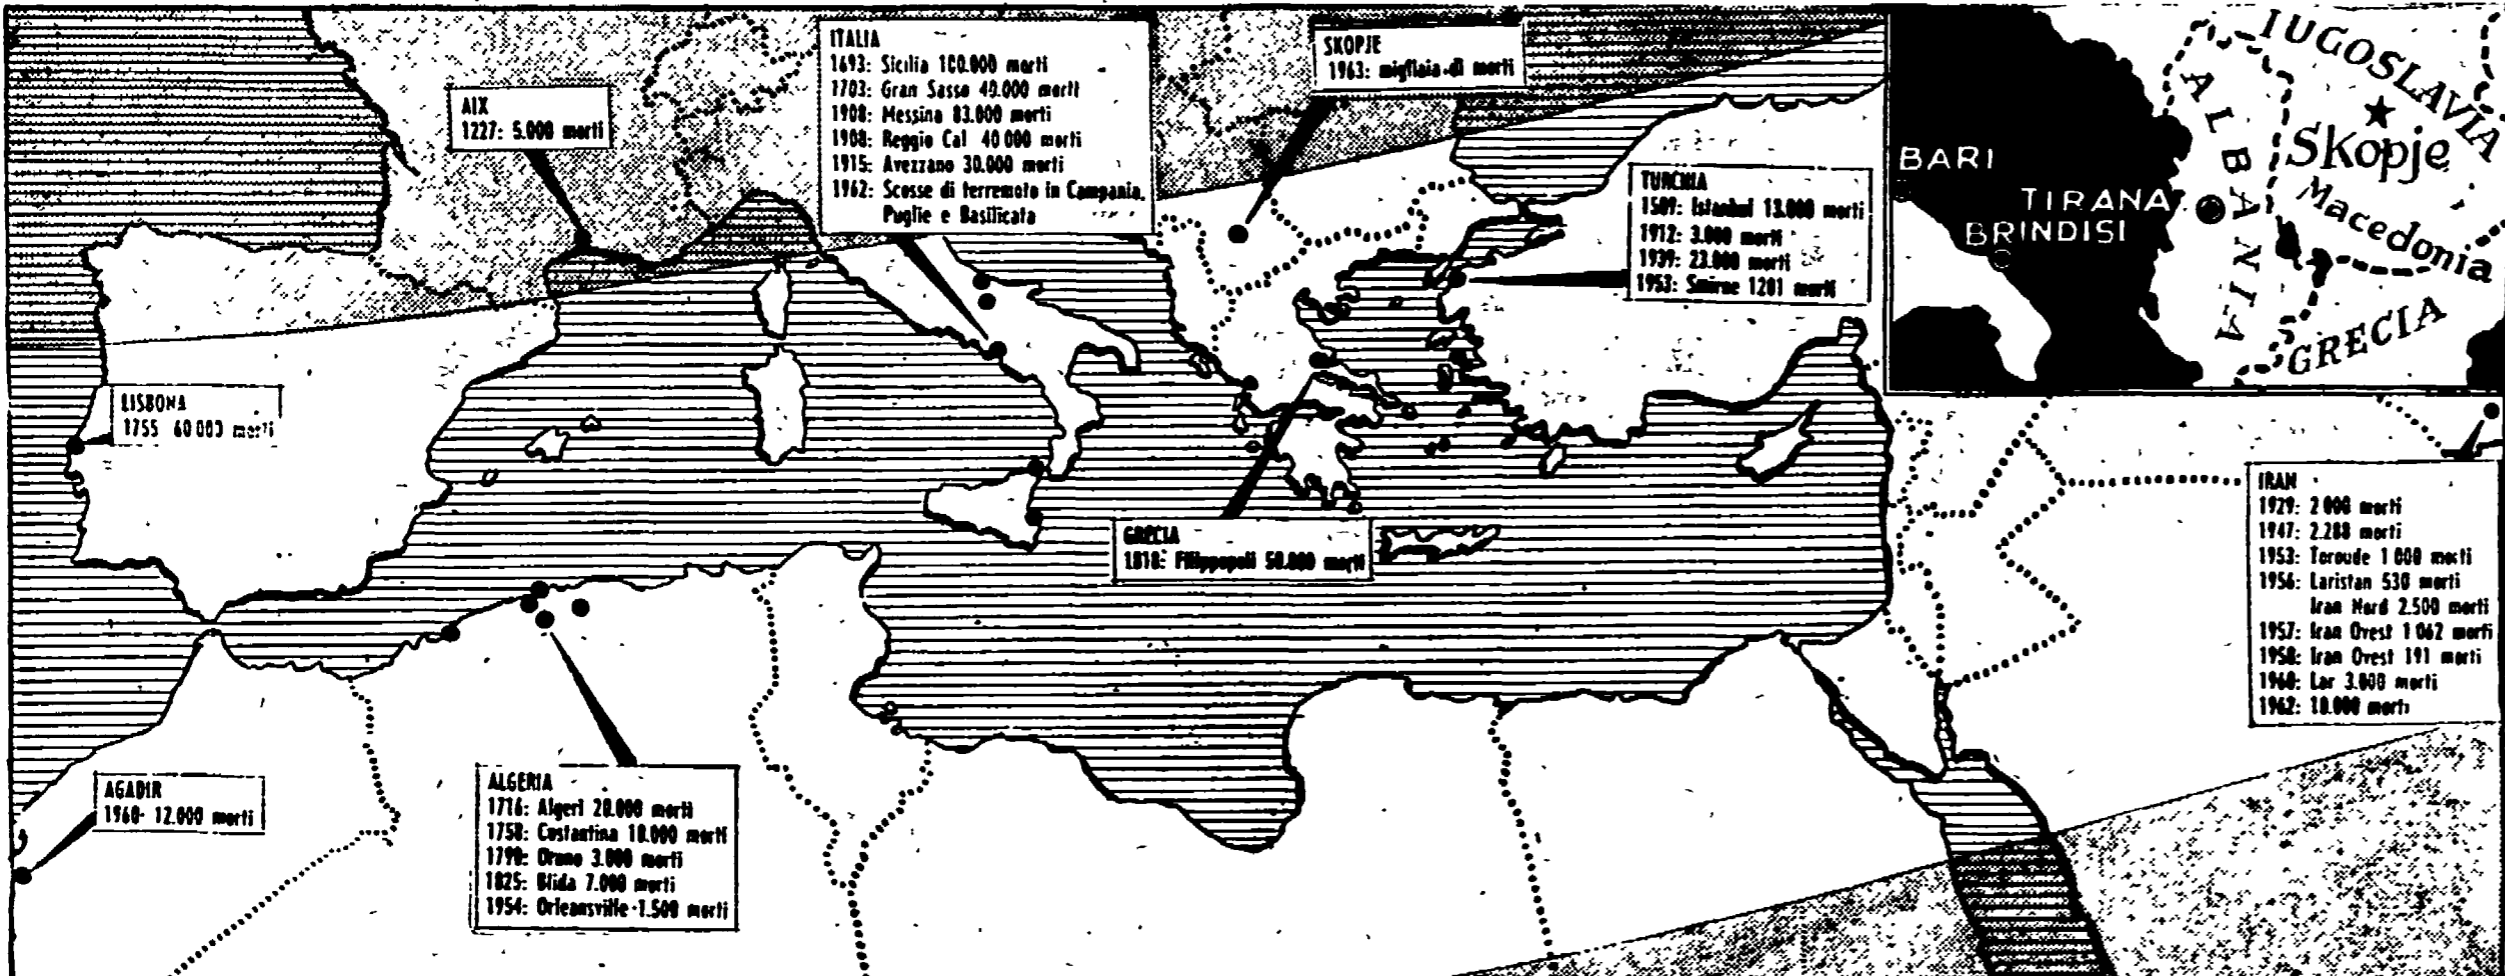 ITALIA
1693: Sicilia 100.000 morti
1703: Gran Sasso 40.000 morti
1908: Messina 83.000 morti
1908: Reggio Cal 40 000 morti
1915: Avezzano 30.000 morti
1962: Scosse di terremoto in Campania,
Puglie e Basilicata
SKOPJE
1963: migliaia di morti
AIX
1227: 5.000 morti
TURCHIA
1509: Istanbul 13.000 morti
1912: 3.000 morti
1939: 23.000 morti
1953: Smirne 1201 morti
IUGOSLAVIA
ALBANIA
Skopje
Macedonia
GRECIA
BARI
TIRANA
BRINDISI
LISBONA
1755 60 000 morti
GRECIA
1818: Filippopoli 50.000 morti
IRAN
1929: 2 000 morti
1947: 2.288 morti
1953: Toroude 1 000 morti
1956: Laristan 530 morti
Iran Nord 2.500 morti
1957: Iran Ovest 1 062 morti
1958: Iran Ovest 191 morti
1960: Lar 3.000 morti
1962: 10.000 morti
AGADIR
1960- 12.000 morti
ALGERIA
1716: Algeri 20.000 morti
1758: Costantina 10.000 morti
1790: Orano 3.000 morti
1825: Blida 7.000 morti
1954: Orleansville 1.500 morti